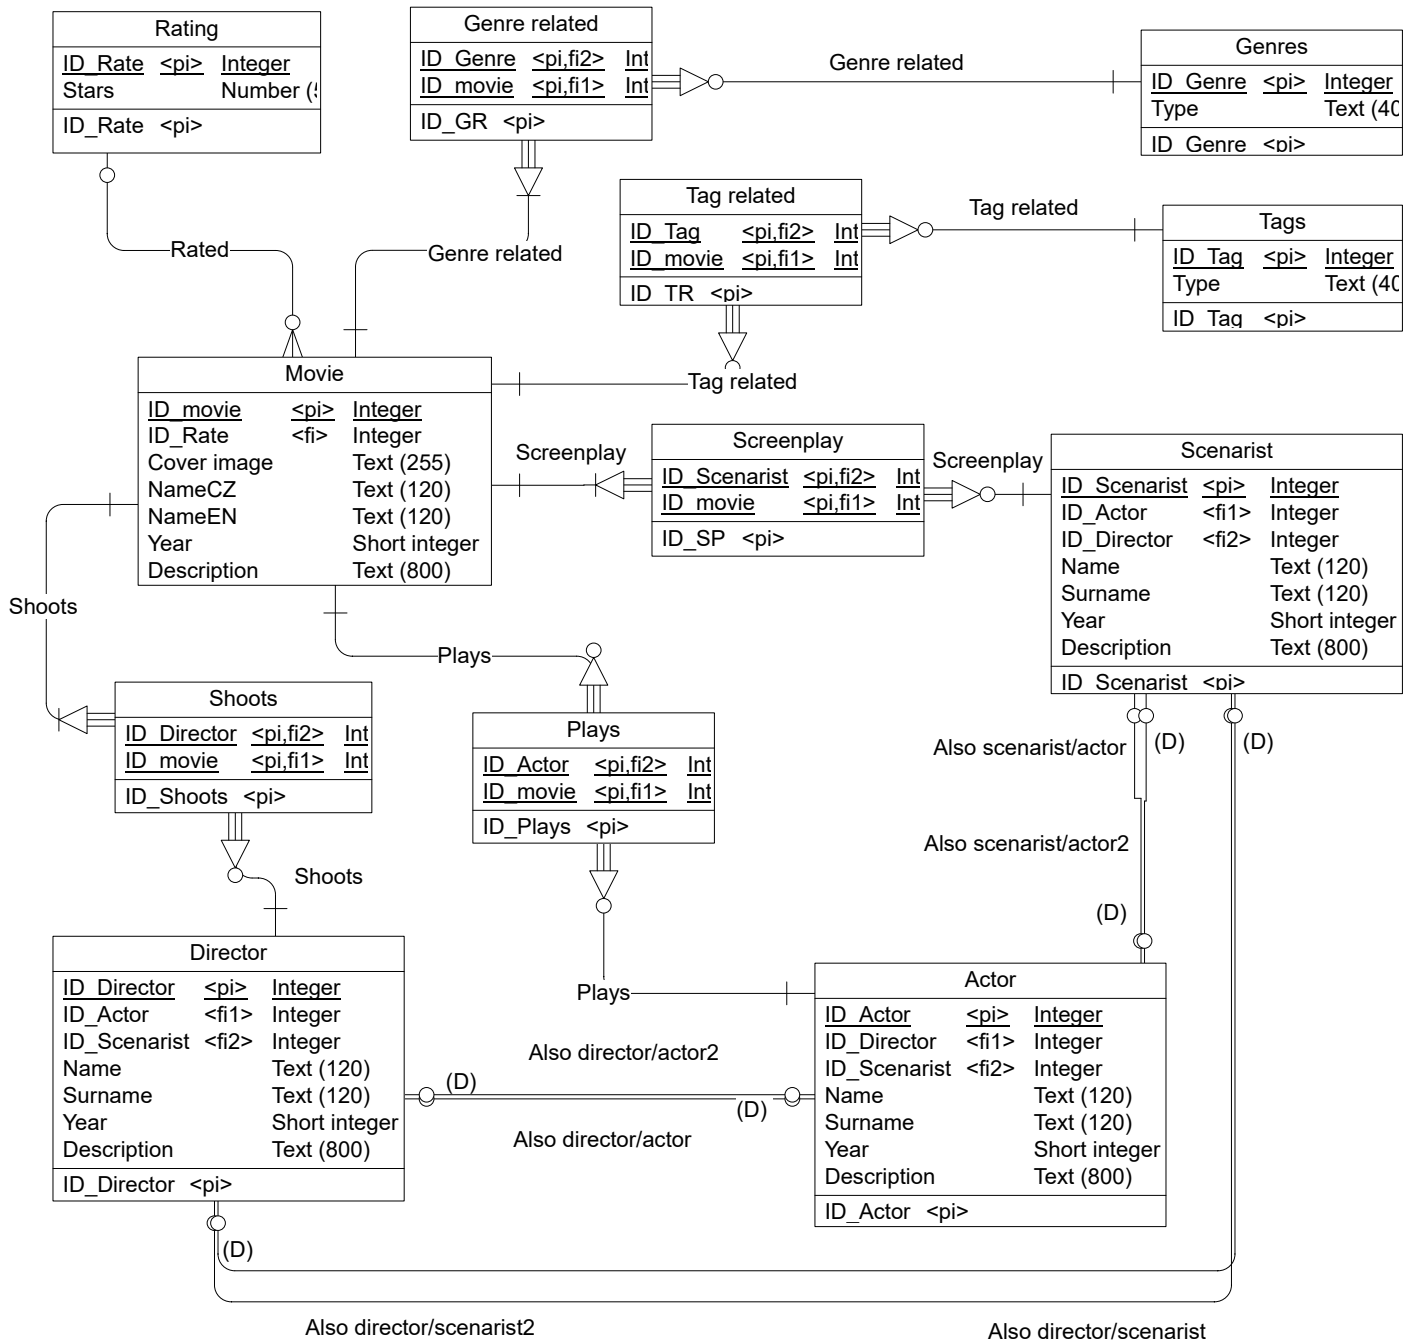 Rating
ID_Rate <pi> Integer
Stars Number (
ID_Rate <pi>
Genre related
ID_Genre <pi,fi2> Int
ID_movie <pi,fi1> Int
ID_GR <pi>
Genre related
Genres
ID_Genre <pi> Integer
Type Text (40
ID_Genre <pi>
Rated
Genre related
Tag related
ID_Tag <pi,fi2> Int
ID_movie <pi,fi1> Int
ID_TR <pi>
Tag related
Tags
ID_Tag <pi> Integer
Type Text (40
ID_Tag <pi>
Tag related
Movie
ID_movie <pi> Integer
ID_Rate <fi> Integer
Cover image Text (255)
NameCZ Text (120)
NameEN Text (120)
Year Short integer
Description Text (800)
Screenplay
Screenplay
ID_Scenarist <pi,fi2> Int
ID_movie <pi,fi1> Int
ID_SP <pi>
Screenplay
Scenarist
ID_Scenarist <pi> Integer
ID_Actor <fi1> Integer
ID_Director <fi2> Integer
Name Text (120)
Surname Text (120)
Year Short integer
Description Text (800)
ID_Scenarist <pi>
Shoots
Plays
Shoots
ID_Director <pi,fi2> Int
ID_movie <pi,fi1> Int
ID_Shoots <pi>
Plays
ID_Actor <pi,fi2> Int
ID_movie <pi,fi1> Int
ID_Plays <pi>
Also scenarist/actor
(D)
(D)
Also scenarist/actor2
(D)
Shoots
Plays
Director
ID_Director <pi> Integer
ID_Actor <fi1> Integer
ID_Scenarist <fi2> Integer
Name Text (120)
Surname Text (120)
Year Short integer
Description Text (800)
ID_Director <pi>
Also director/actor2
(D)
(D)
Also director/actor
Actor
ID_Actor <pi> Integer
ID_Director <fi1> Integer
ID_Scenarist <fi2> Integer
Name Text (120)
Surname Text (120)
Year Short integer
Description Text (800)
ID_Actor <pi>
(D)
Also director/scenarist2
Also director/scenarist